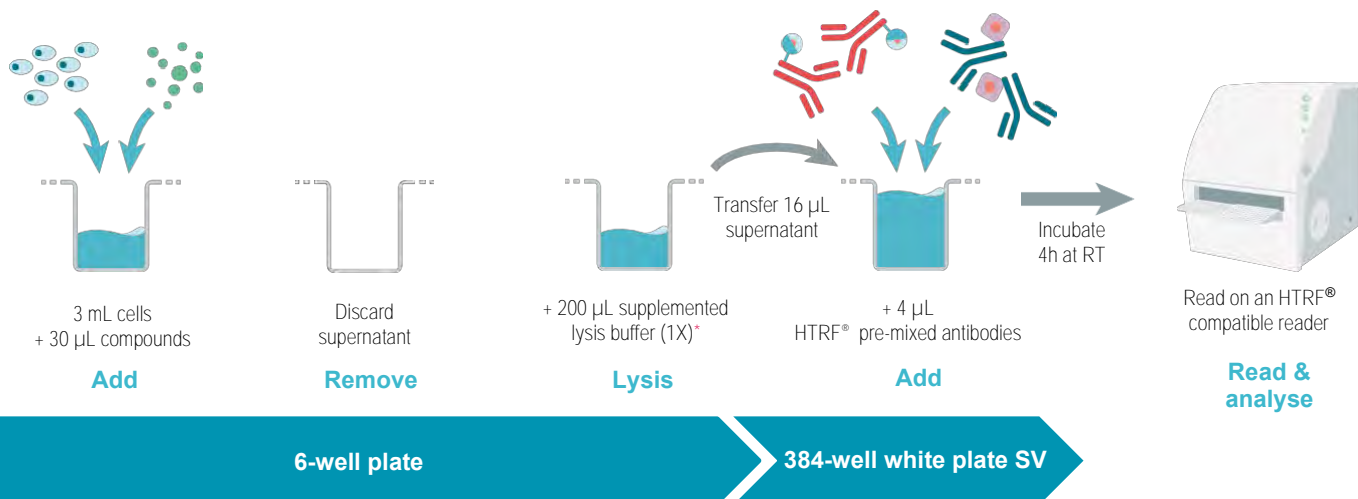 3 mL cells
+ 30 µL compounds
Add
Discard
supernatant
Remove
+ 200 µL supplemented
lysis buffer (1X)*
Lysis
Transfer 16 µL
supernatant
+ 4 µL
HTRF® pre-mixed antibodies
Add
Incubate
4h at RT
Read on an HTRF®
compatible reader
Read &
analyse
6-well plate
384-well white plate SV